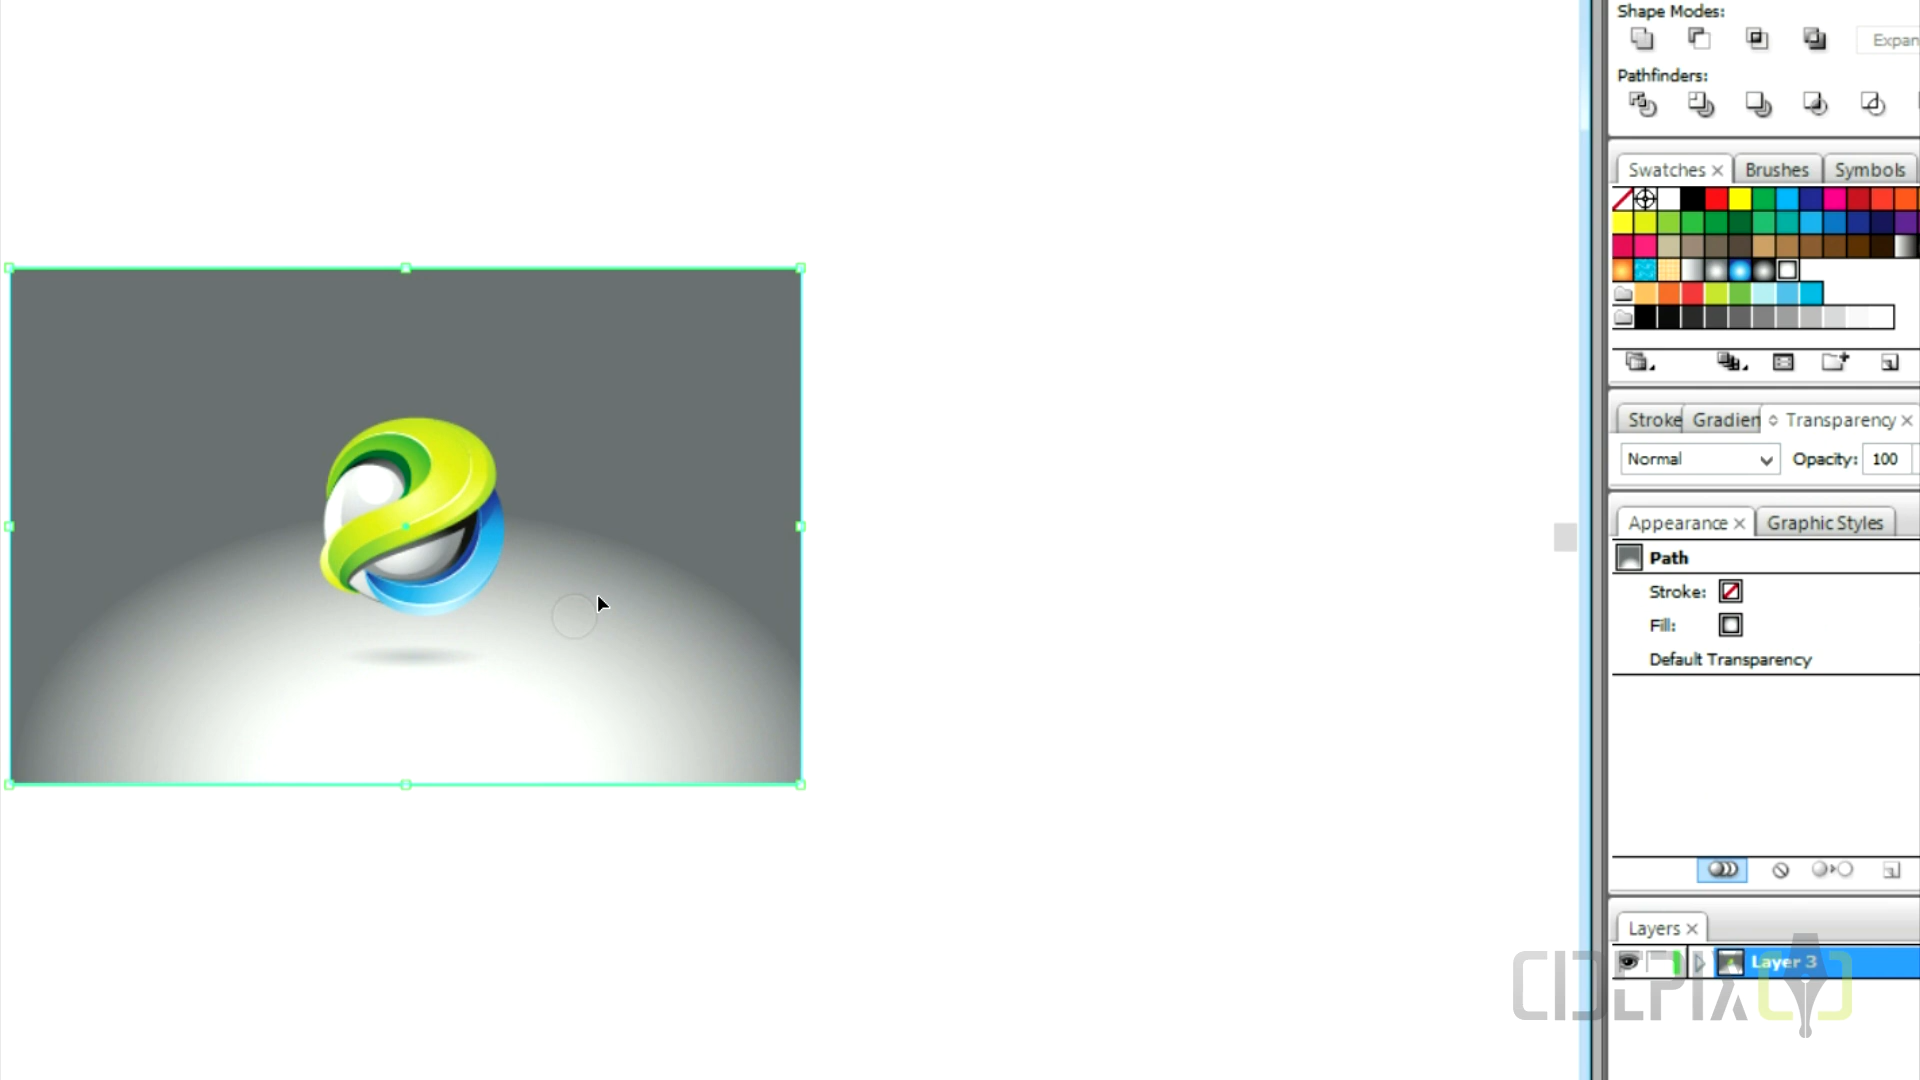 Shape Modes:
Expan
Pathfinders:
Swatches Brushes Symbols
Stroke Gradien Transparency
Normal Opacity: 100
Appearance Graphic Styles
Path
Stroke:
Fill:
Default Transparency
Layers
Layer 3